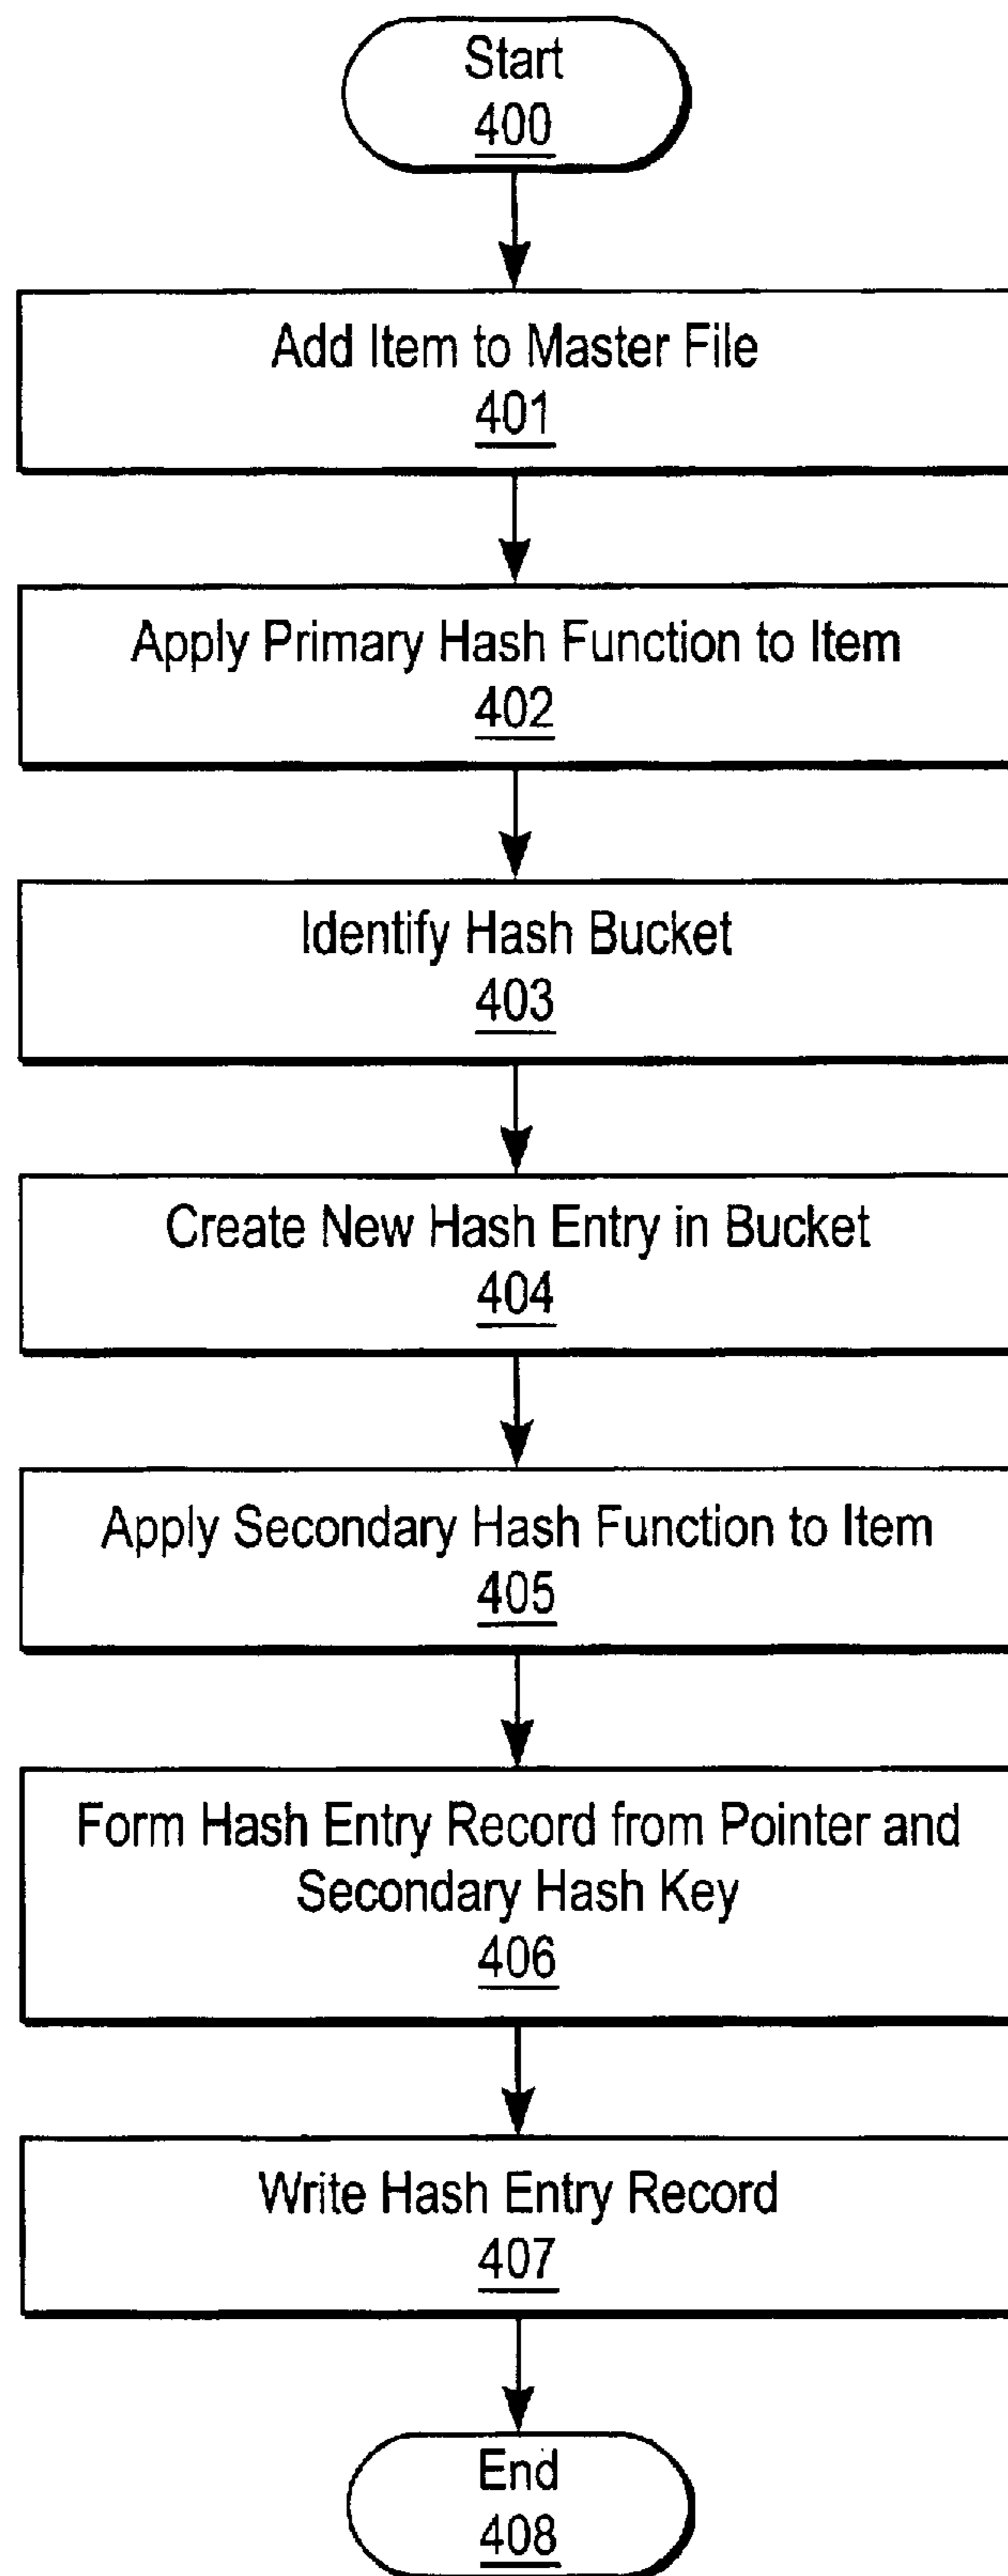 Start
400
Add Item to Master File
401
Apply Primary Hash Function to Item
402
Identify Hash Bucket
403
Create New Hash Entry in Bucket
404
Apply Secondary Hash Function to Item
405
Form Hash Entry Record from Pointer and
Secondary Hash Key
406
Write Hash Entry Record
407
End
408